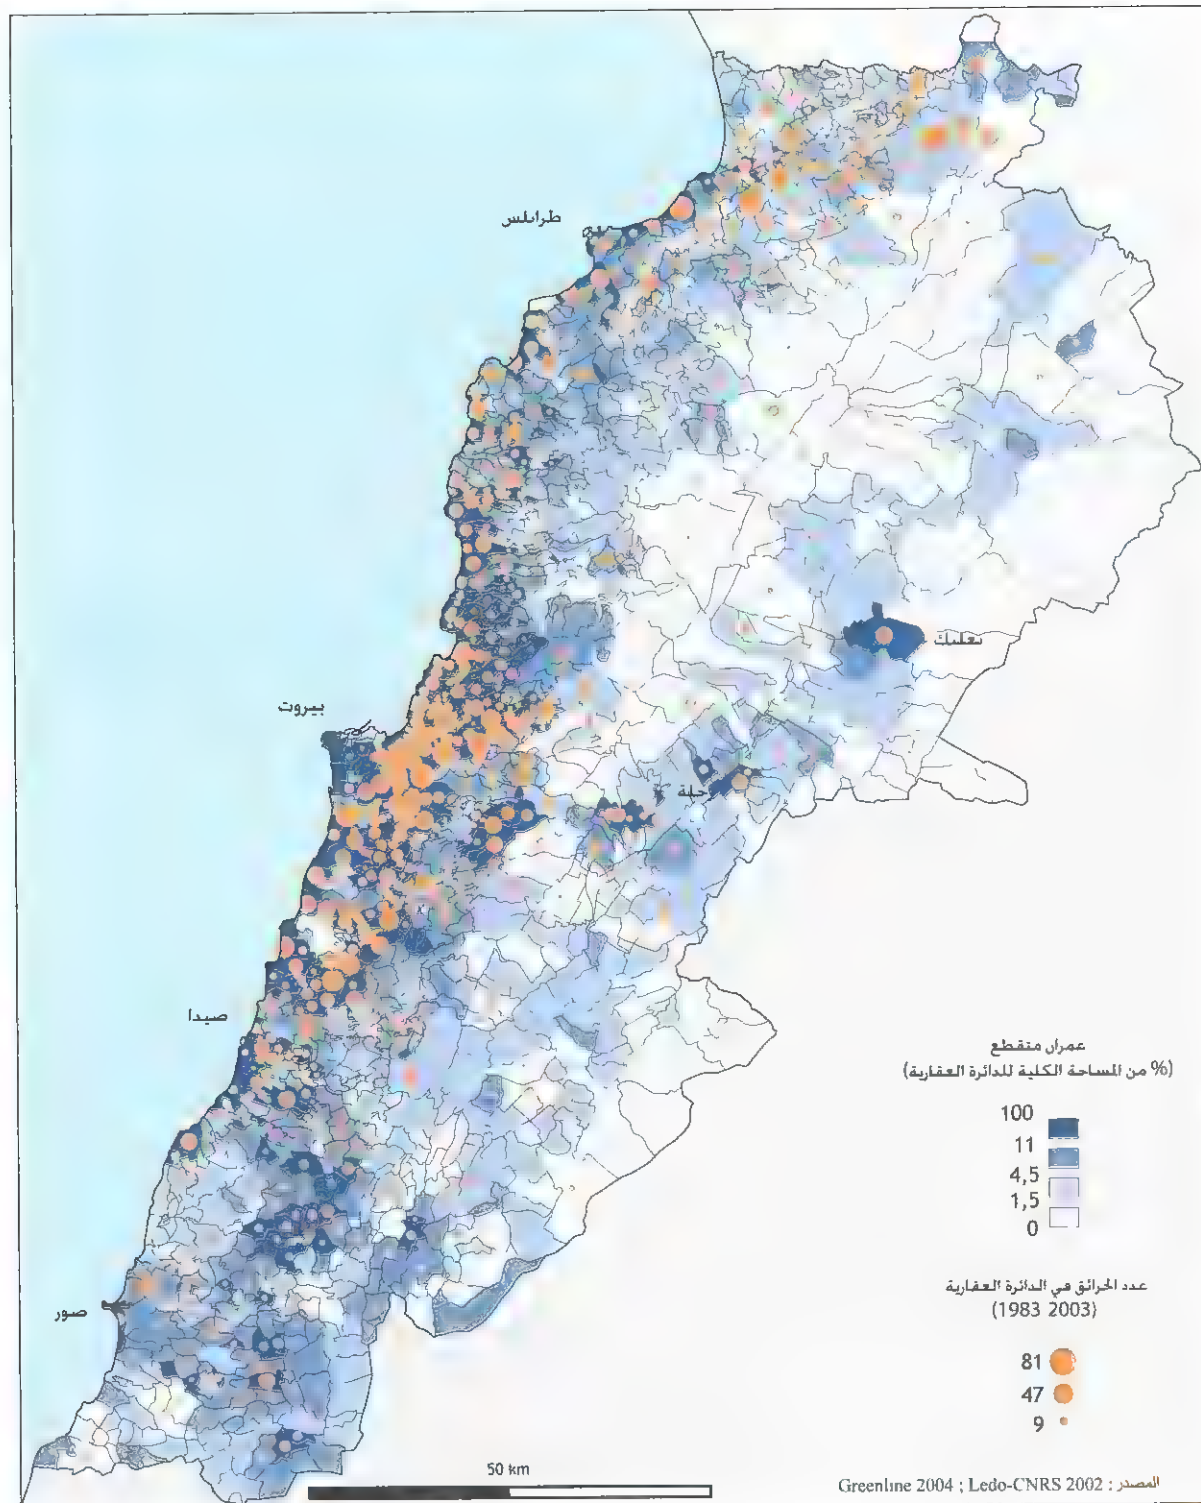 طرابلس
بعلبك
بيروت
زحلة
صيدا
صور
عمران متقطع
(% من المساحة الكلية للدائرة العقارية)
100
11
4,5
1,5
0
عدد الحرائق في الدائرة العقارية
(1983 2003)
81
47
9
50 km
المصدر : Greenline 2004 ; Ledo-CNRS 2002